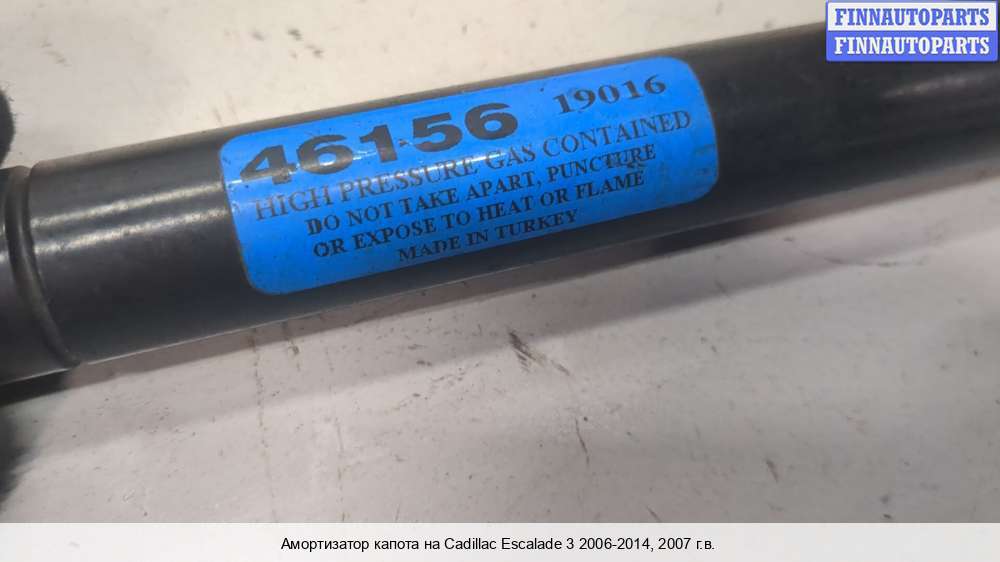 FINNAUTOPARTS
FINNAUTOPARTS
46156 19016
HIGH PRESSURE GAS CONTAINED
DO NOT TAKE APART, PUNCTURE
OR EXPOSE TO HEAT OR FLAME
MADE IN TURKEY
Амортизатор капота на Cadillac Escalade 3 2006-2014, 2007 г.в.